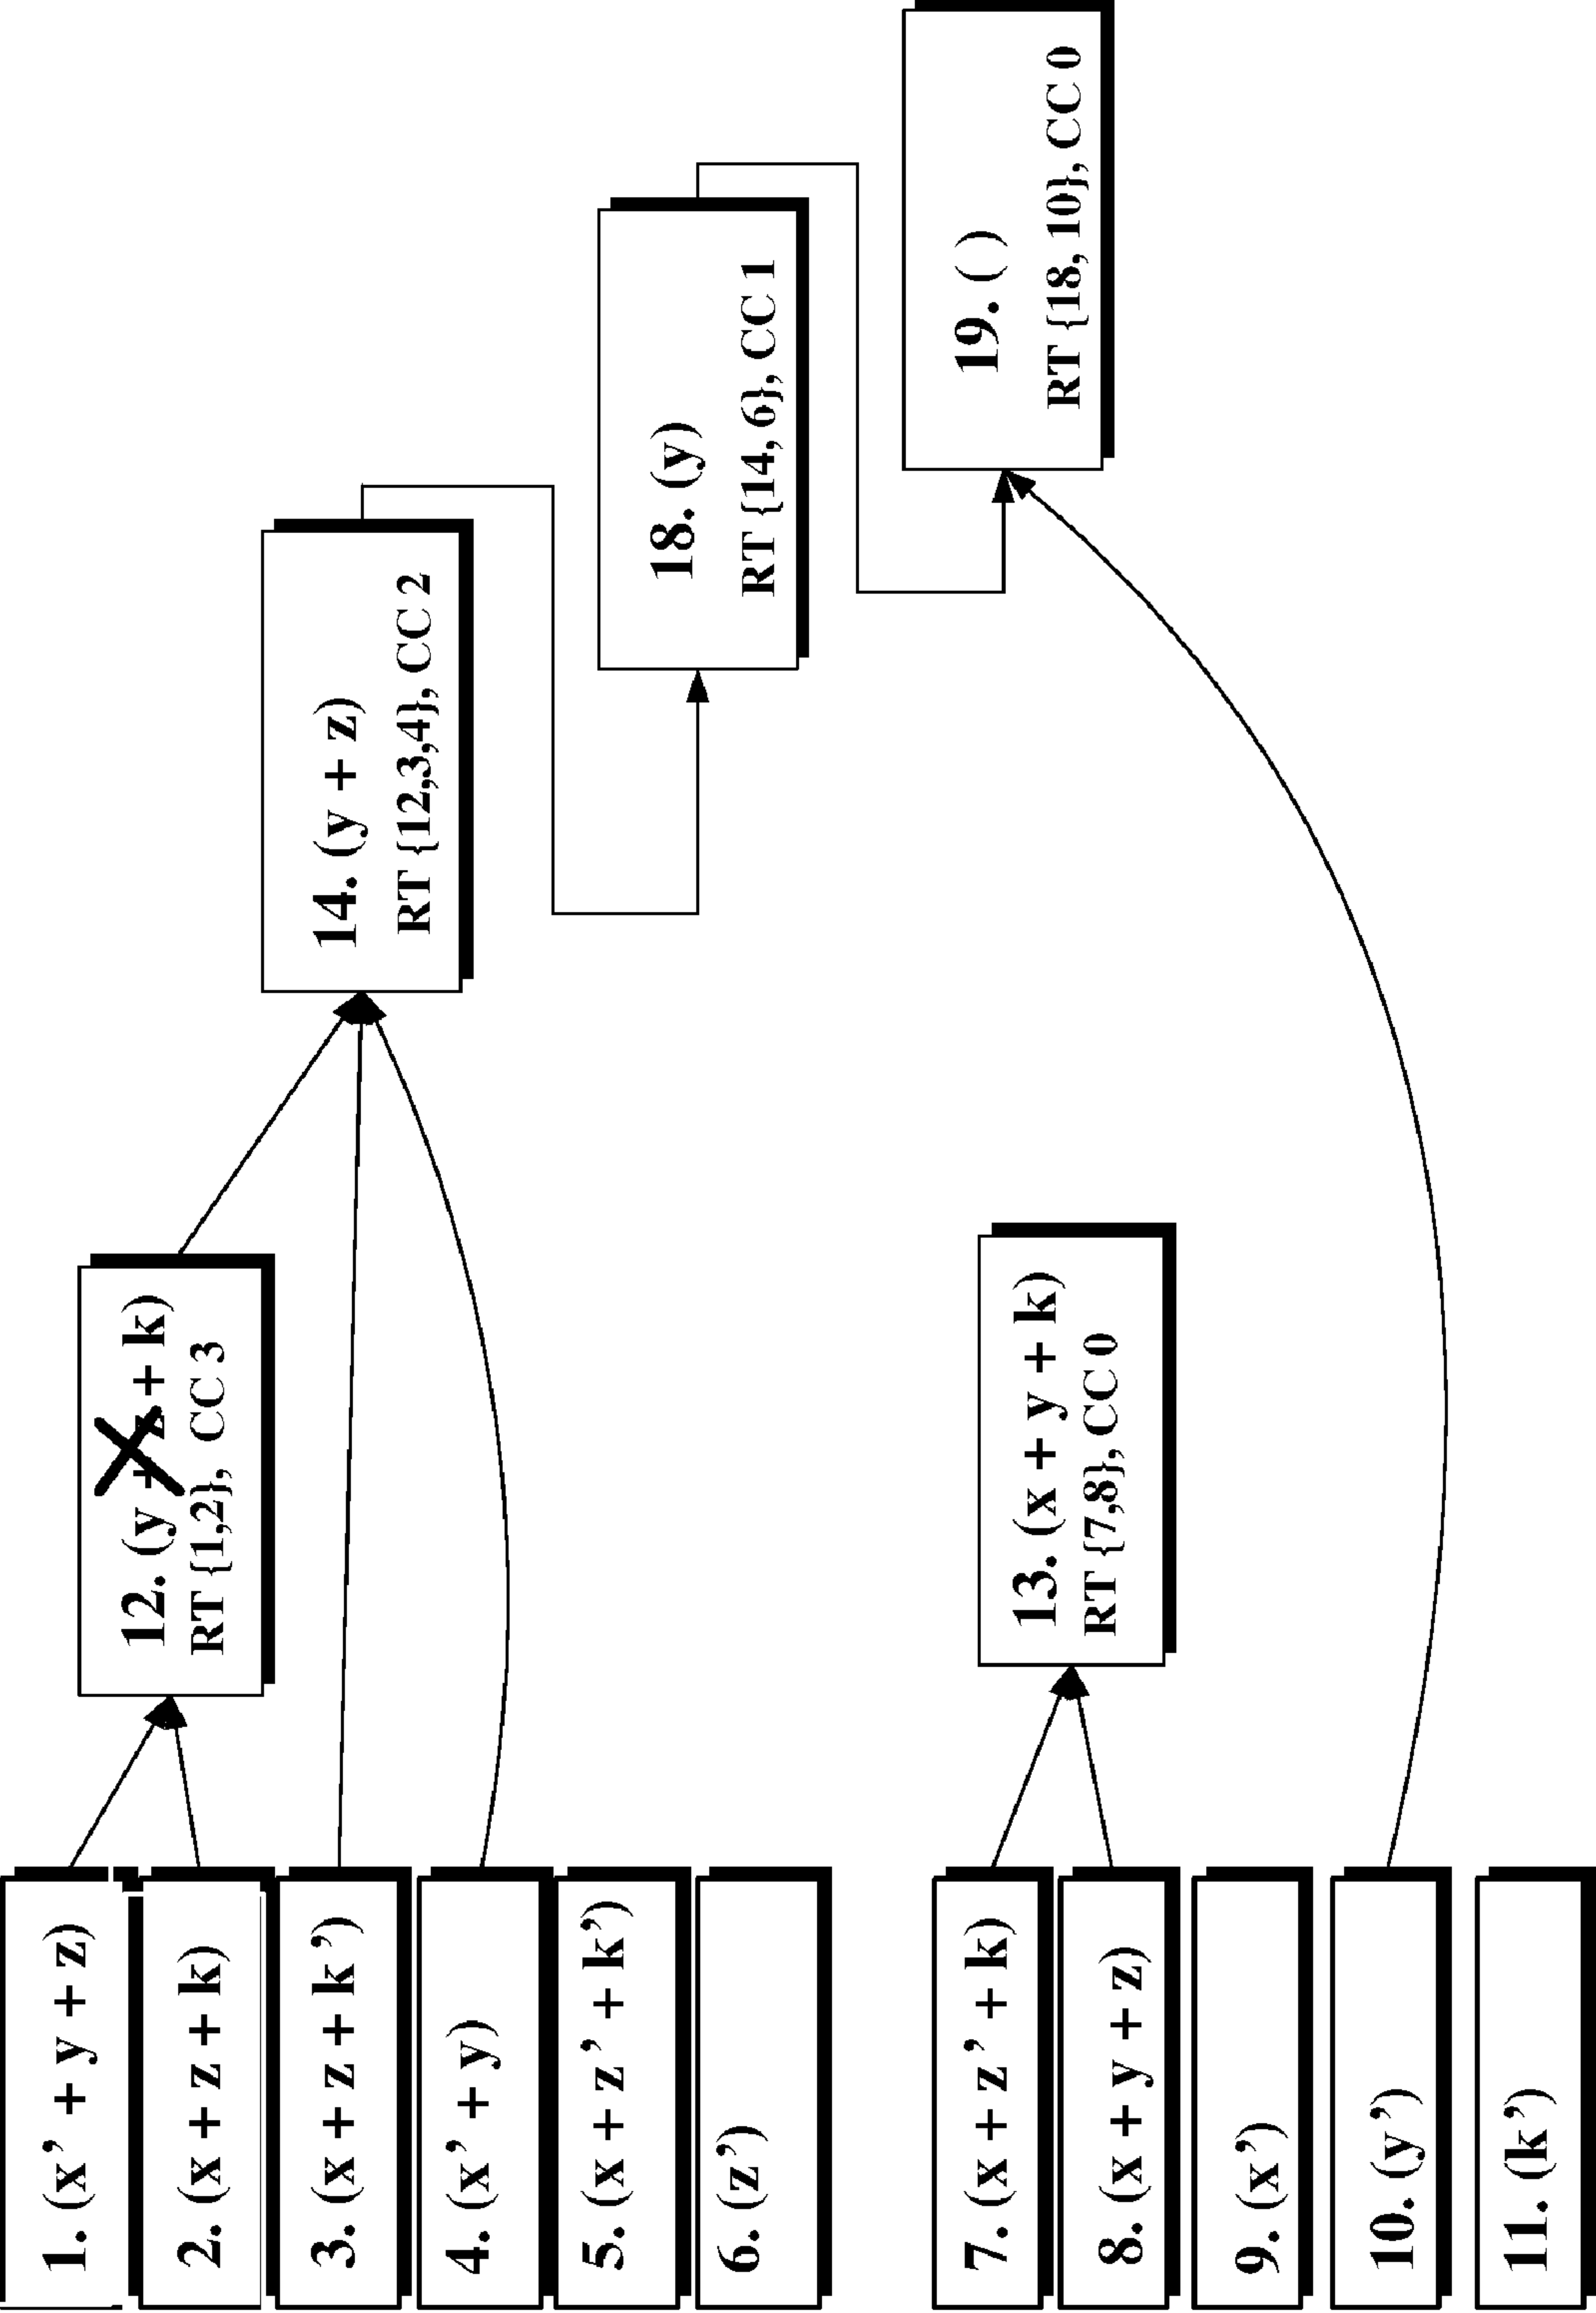 1. (x’ + y + z)
2. (x + z + k)
3. (x + z + k’)
4. (x’ + y)
5. (x + z’ + k’)
6. (z’)
7. (x + z’ + k)
8. (x + y + z)
9. (x’)
10. (y’)
11. (k’)
12. (y + z + k)
RT {1,2}, CC 3
13. (x + y + k)
RT {7,8}, CC 0
14. (y + z)
RT {12,3,4}, CC 2
18. (y)
RT {14, 6}, CC 1
19. ( )
RT {18, 10}, CC 0